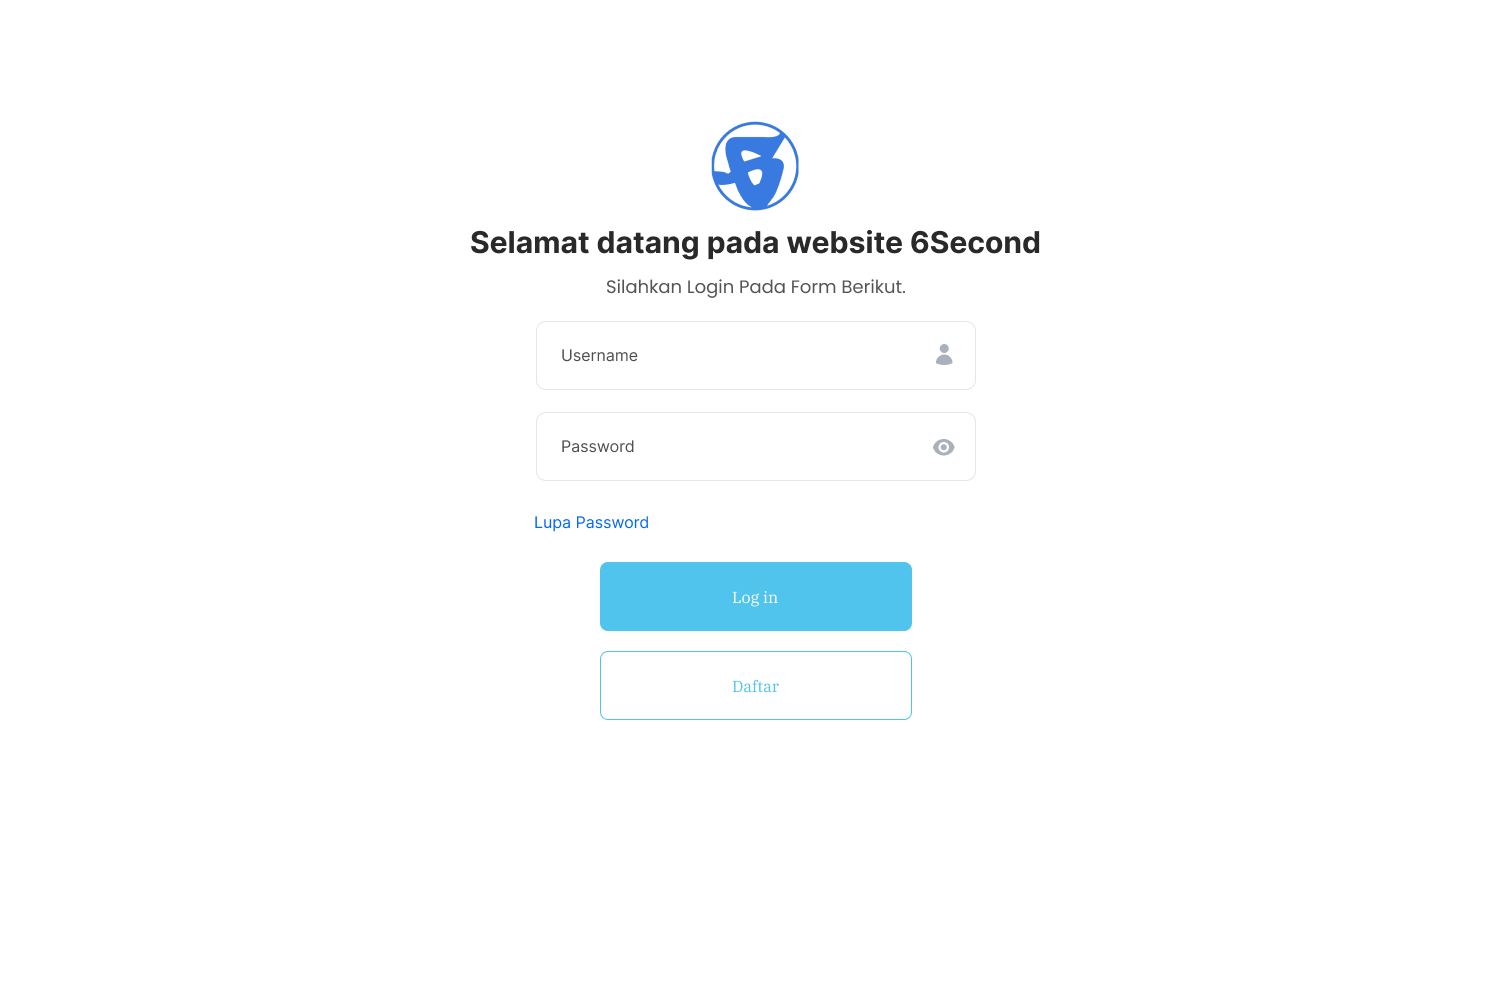 Selamat datang pada website 6Second
Silahkan Login Pada Form Berikut.
Username
Password
Lupa Password
Log in
Daftar